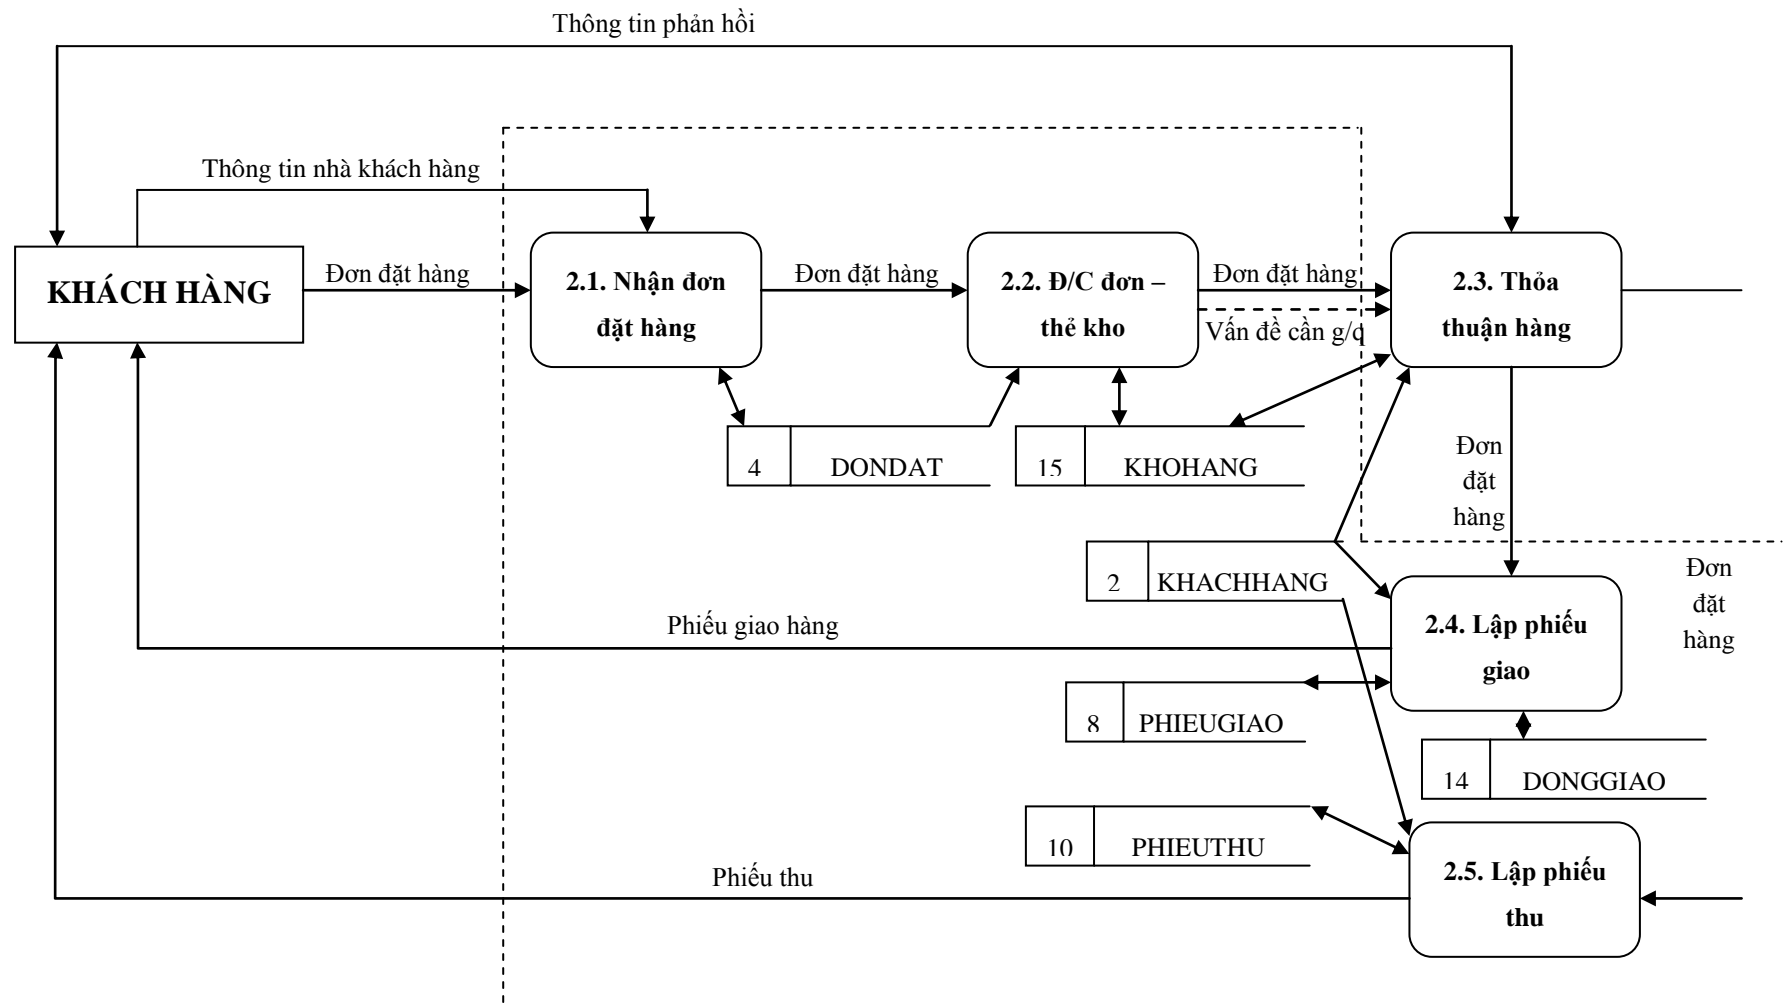 Thông tin phản hồi
Thông tin nhà khách hàng
KHÁCH HÀNG
Đơn đặt hàng
2.1. Nhận đơn
đặt hàng
Đơn đặt hàng
2.2. Đ/C đơn –
thẻ kho
Đơn đặt hàng
Vấn đề cần g/q
2.3. Thỏa
thuận hàng
4 DONDAT
15 KHOHANG
Đơn
đặt
hàng
2 KHACHHANG
Đơn
đặt
hàng
Phiếu giao hàng
2.4. Lập phiếu
giao
8 PHIEUGIAO
14 DONGGIAO
10 PHIEUTHU
Phiếu thu
2.5. Lập phiếu
thu